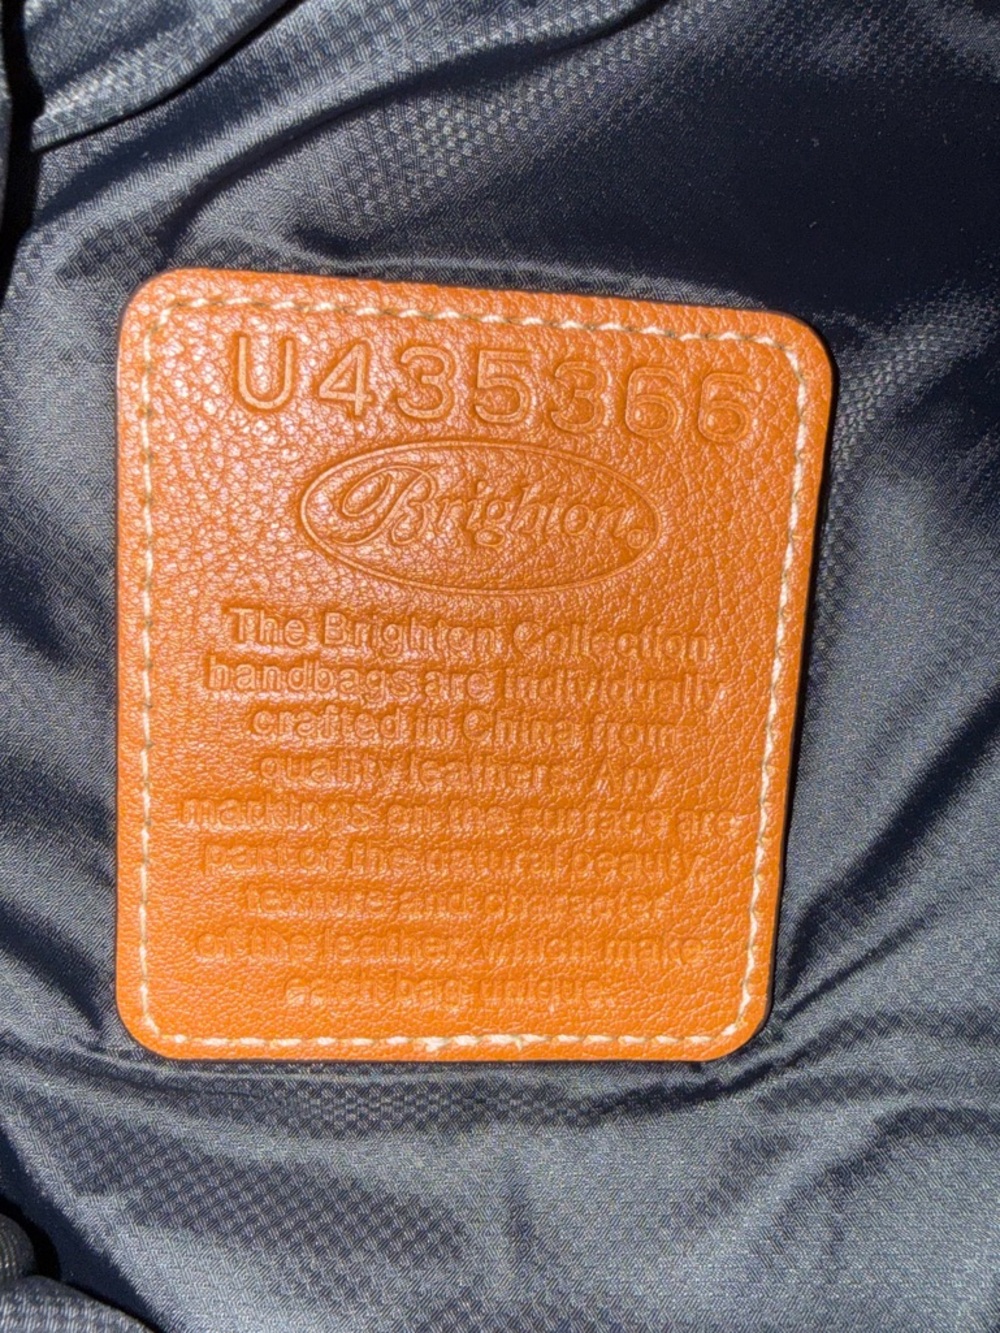 U435366
Brighton®
The Brighton Collection
handbags are individually
crafted in China from
quality leathers. Any
markings on the surface are
part of the natural beauty,
texture and character
of the leather, which make
each bag unique.